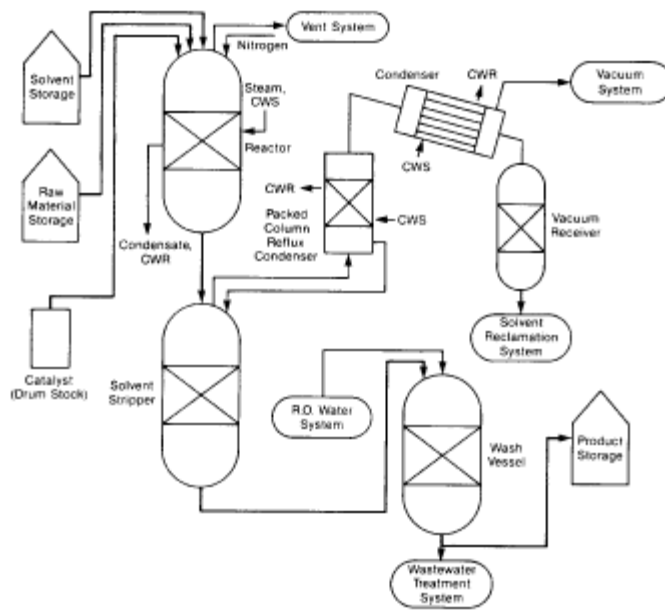 Vent System
Nitrogen
Solvent
Storage
Steam,
CWS
Reactor
Condenser
CWR
Vacuum
System
CWS
Raw
Material
Storage
Condensate,
CWR
CWR
CWS
Packed
Column
Reflux
Condenser
Vacuum
Receiver
Solvent
Reclamation
System
Catalyst
(Drum Stock)
Solvent
Stripper
R.O. Water
System
Wash
Vessel
Product
Storage
Wastewater
Treatment
System